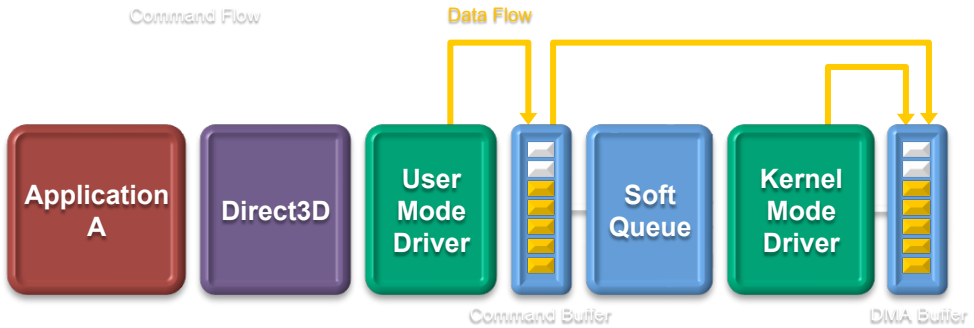 Command Flow
Data Flow
Application
A
Direct3D
User
Mode
Driver
Soft
Queue
Kernel
Mode
Driver
Command Buffer
DMA Buffer